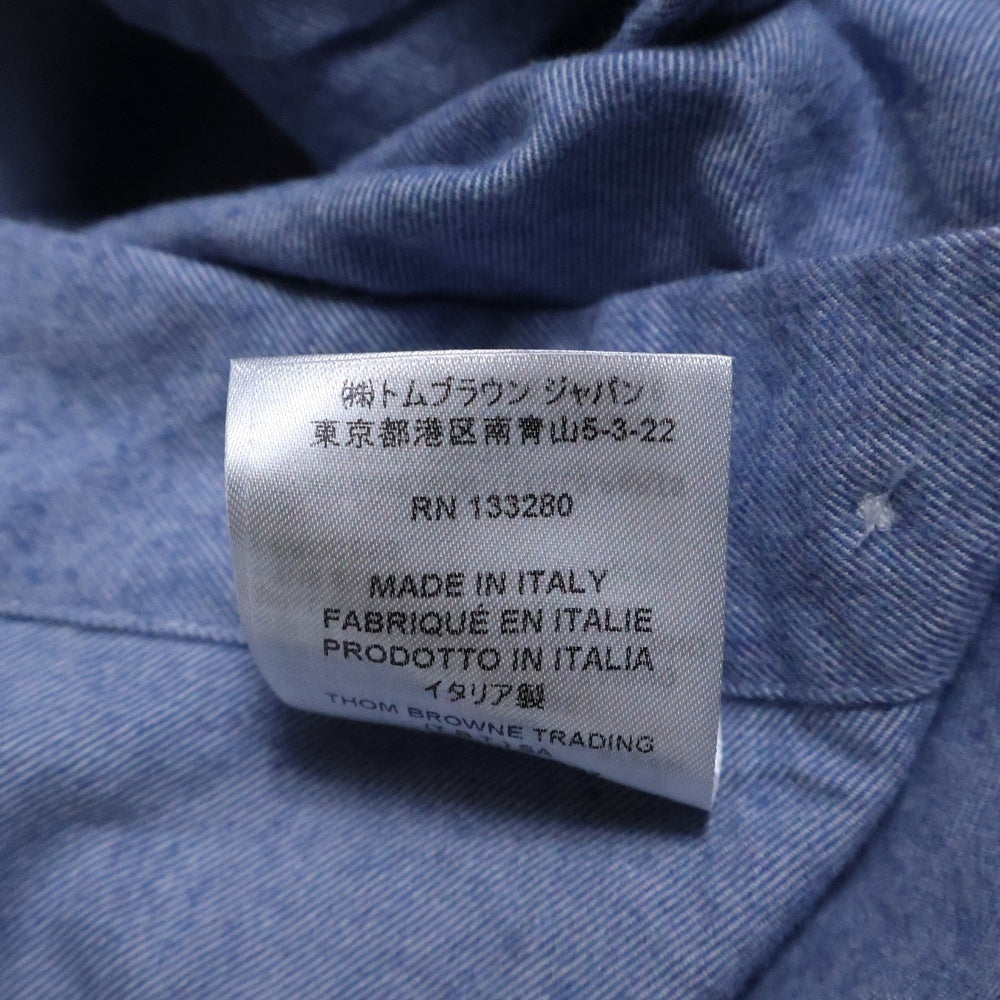 ㈱トムブラウン ジャパン
東京都港区南青山5-3-22
RN 133280
MADE IN ITALY
FABRIQUÉ EN ITALIE
PRODOTTO IN ITALIA
イタリア製
THOM BROWNE TRADING
(T.B.T.) SA